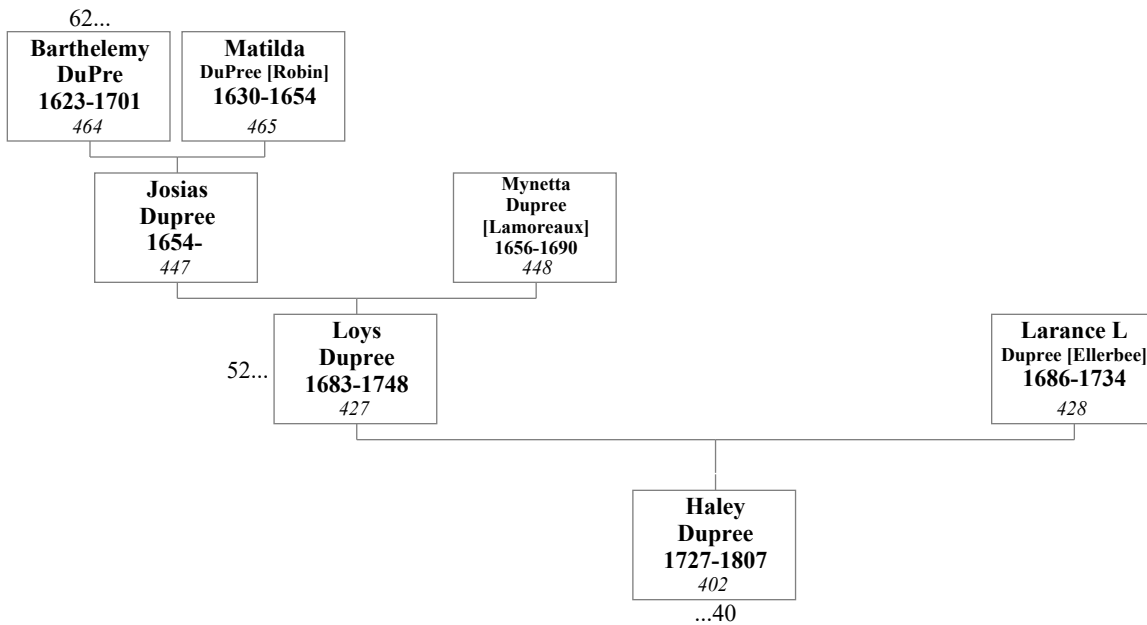 62...
Barthelemy
DuPre
1623-1701
464
Matilda
DuPree [Robin]
1630-1654
465
Josias
Dupree
1654-
447
Mynetta
Dupree
[Lamoreaux]
1656-1690
448
52...
Loys
Dupree
1683-1748
427
Larance L
Dupree [Ellerbee]
1686-1734
428
Haley
Dupree
1727-1807
402
...40